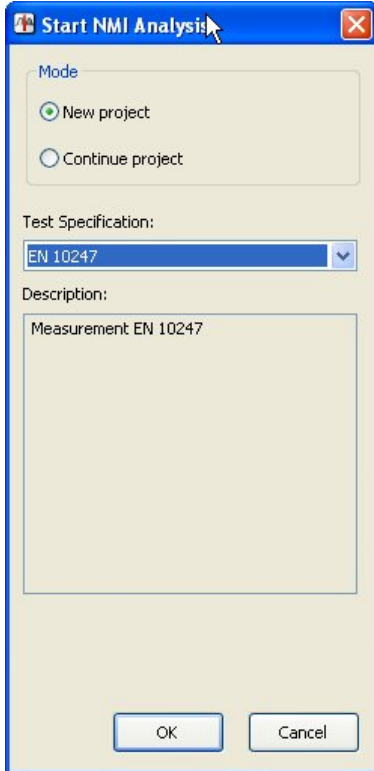 Start NMI Analysis
Mode
New project
Continue project
Test Specification:
EN 10247
Description:
Measurement EN 10247
OK
Cancel